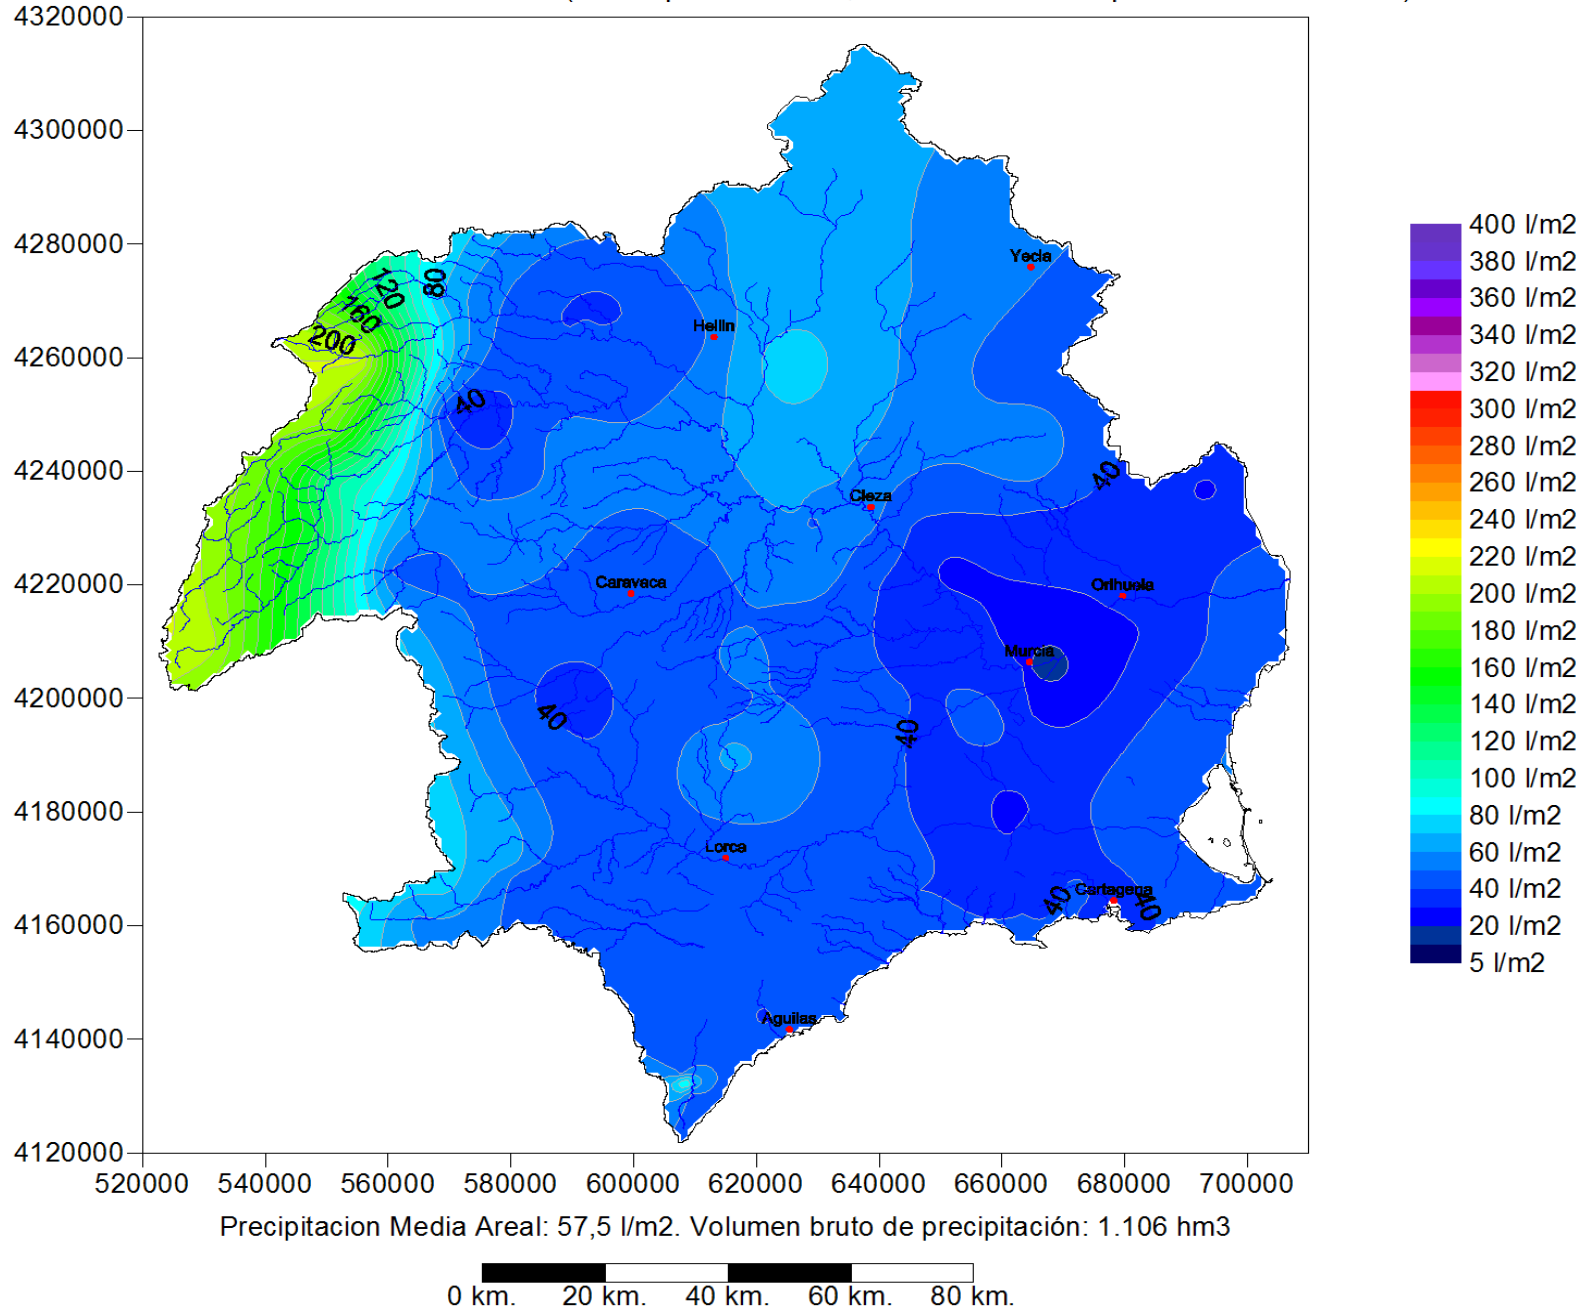 4320000
4300000
4280000
4260000
4240000
4220000
4200000
4180000
4160000
4140000
4120000
520000
540000
560000
580000
600000
620000
640000
660000
680000
700000
120
80
160
200
40
40
40
40
40
40
Yecla
Hellin
Cieza
Caravaca
Orihuela
Murcia
Lorca
Cartagena
Aguilas
400 l/m2
380 l/m2
360 l/m2
340 l/m2
320 l/m2
300 l/m2
280 l/m2
260 l/m2
240 l/m2
220 l/m2
200 l/m2
180 l/m2
160 l/m2
140 l/m2
120 l/m2
100 l/m2
80 l/m2
60 l/m2
40 l/m2
20 l/m2
5 l/m2
Precipitacion Media Areal: 57,5 l/m2. Volumen bruto de precipitación: 1.106 hm3
0 km.
20 km.
40 km.
60 km.
80 km.